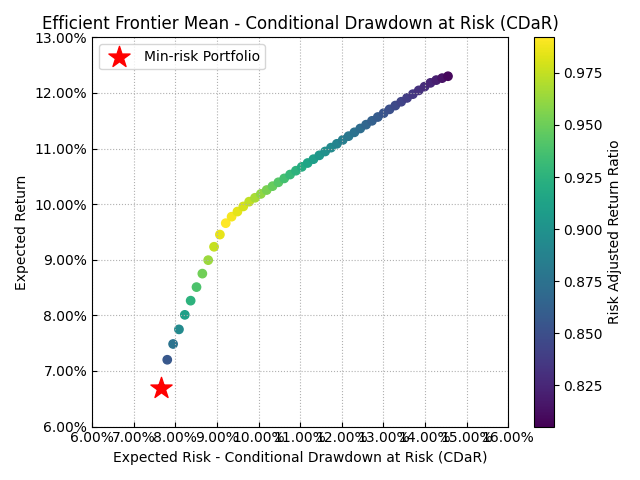 Efficient Frontier Mean - Conditional Drawdown at Risk (CDaR)
Min-risk Portfolio
Expected Return
13.00%
12.00%
11.00%
10.00%
9.00%
8.00%
7.00%
6.00%
6.00% 7.00% 8.00% 9.00% 10.00% 11.00% 12.00% 13.00% 14.00% 15.00% 16.00%
Expected Risk - Conditional Drawdown at Risk (CDaR)
0.975
0.950
0.925
0.900
0.875
0.850
0.825
Risk Adjusted Return Ratio